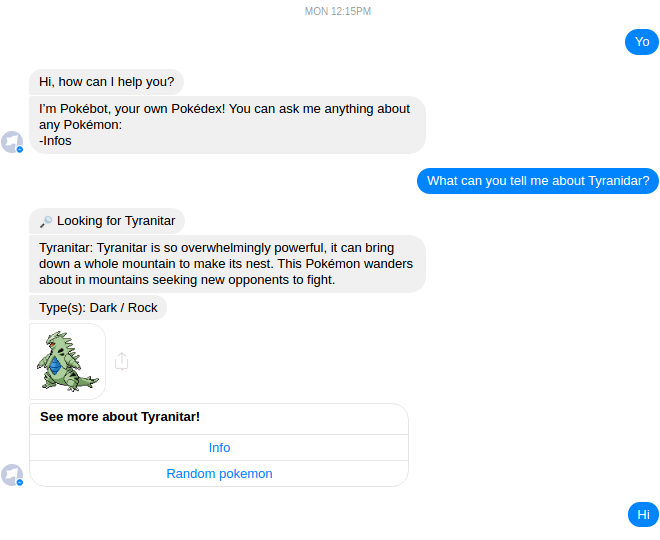 MON 12:15PM
Yo
Hi, how can I help you?
I'm Pokébot, your own Pokédex! You can ask me anything about
any Pokémon:
-Infos
What can you tell me about Tyranidar?
Looking for Tyranitar
Tyranitar: Tyranitar is so overwhelmingly powerful, it can bring
down a whole mountain to make its nest. This Pokémon wanders
about in mountains seeking new opponents to fight.
Type(s): Dark / Rock
See more about Tyranitar!
Info
Random pokemon
Hi